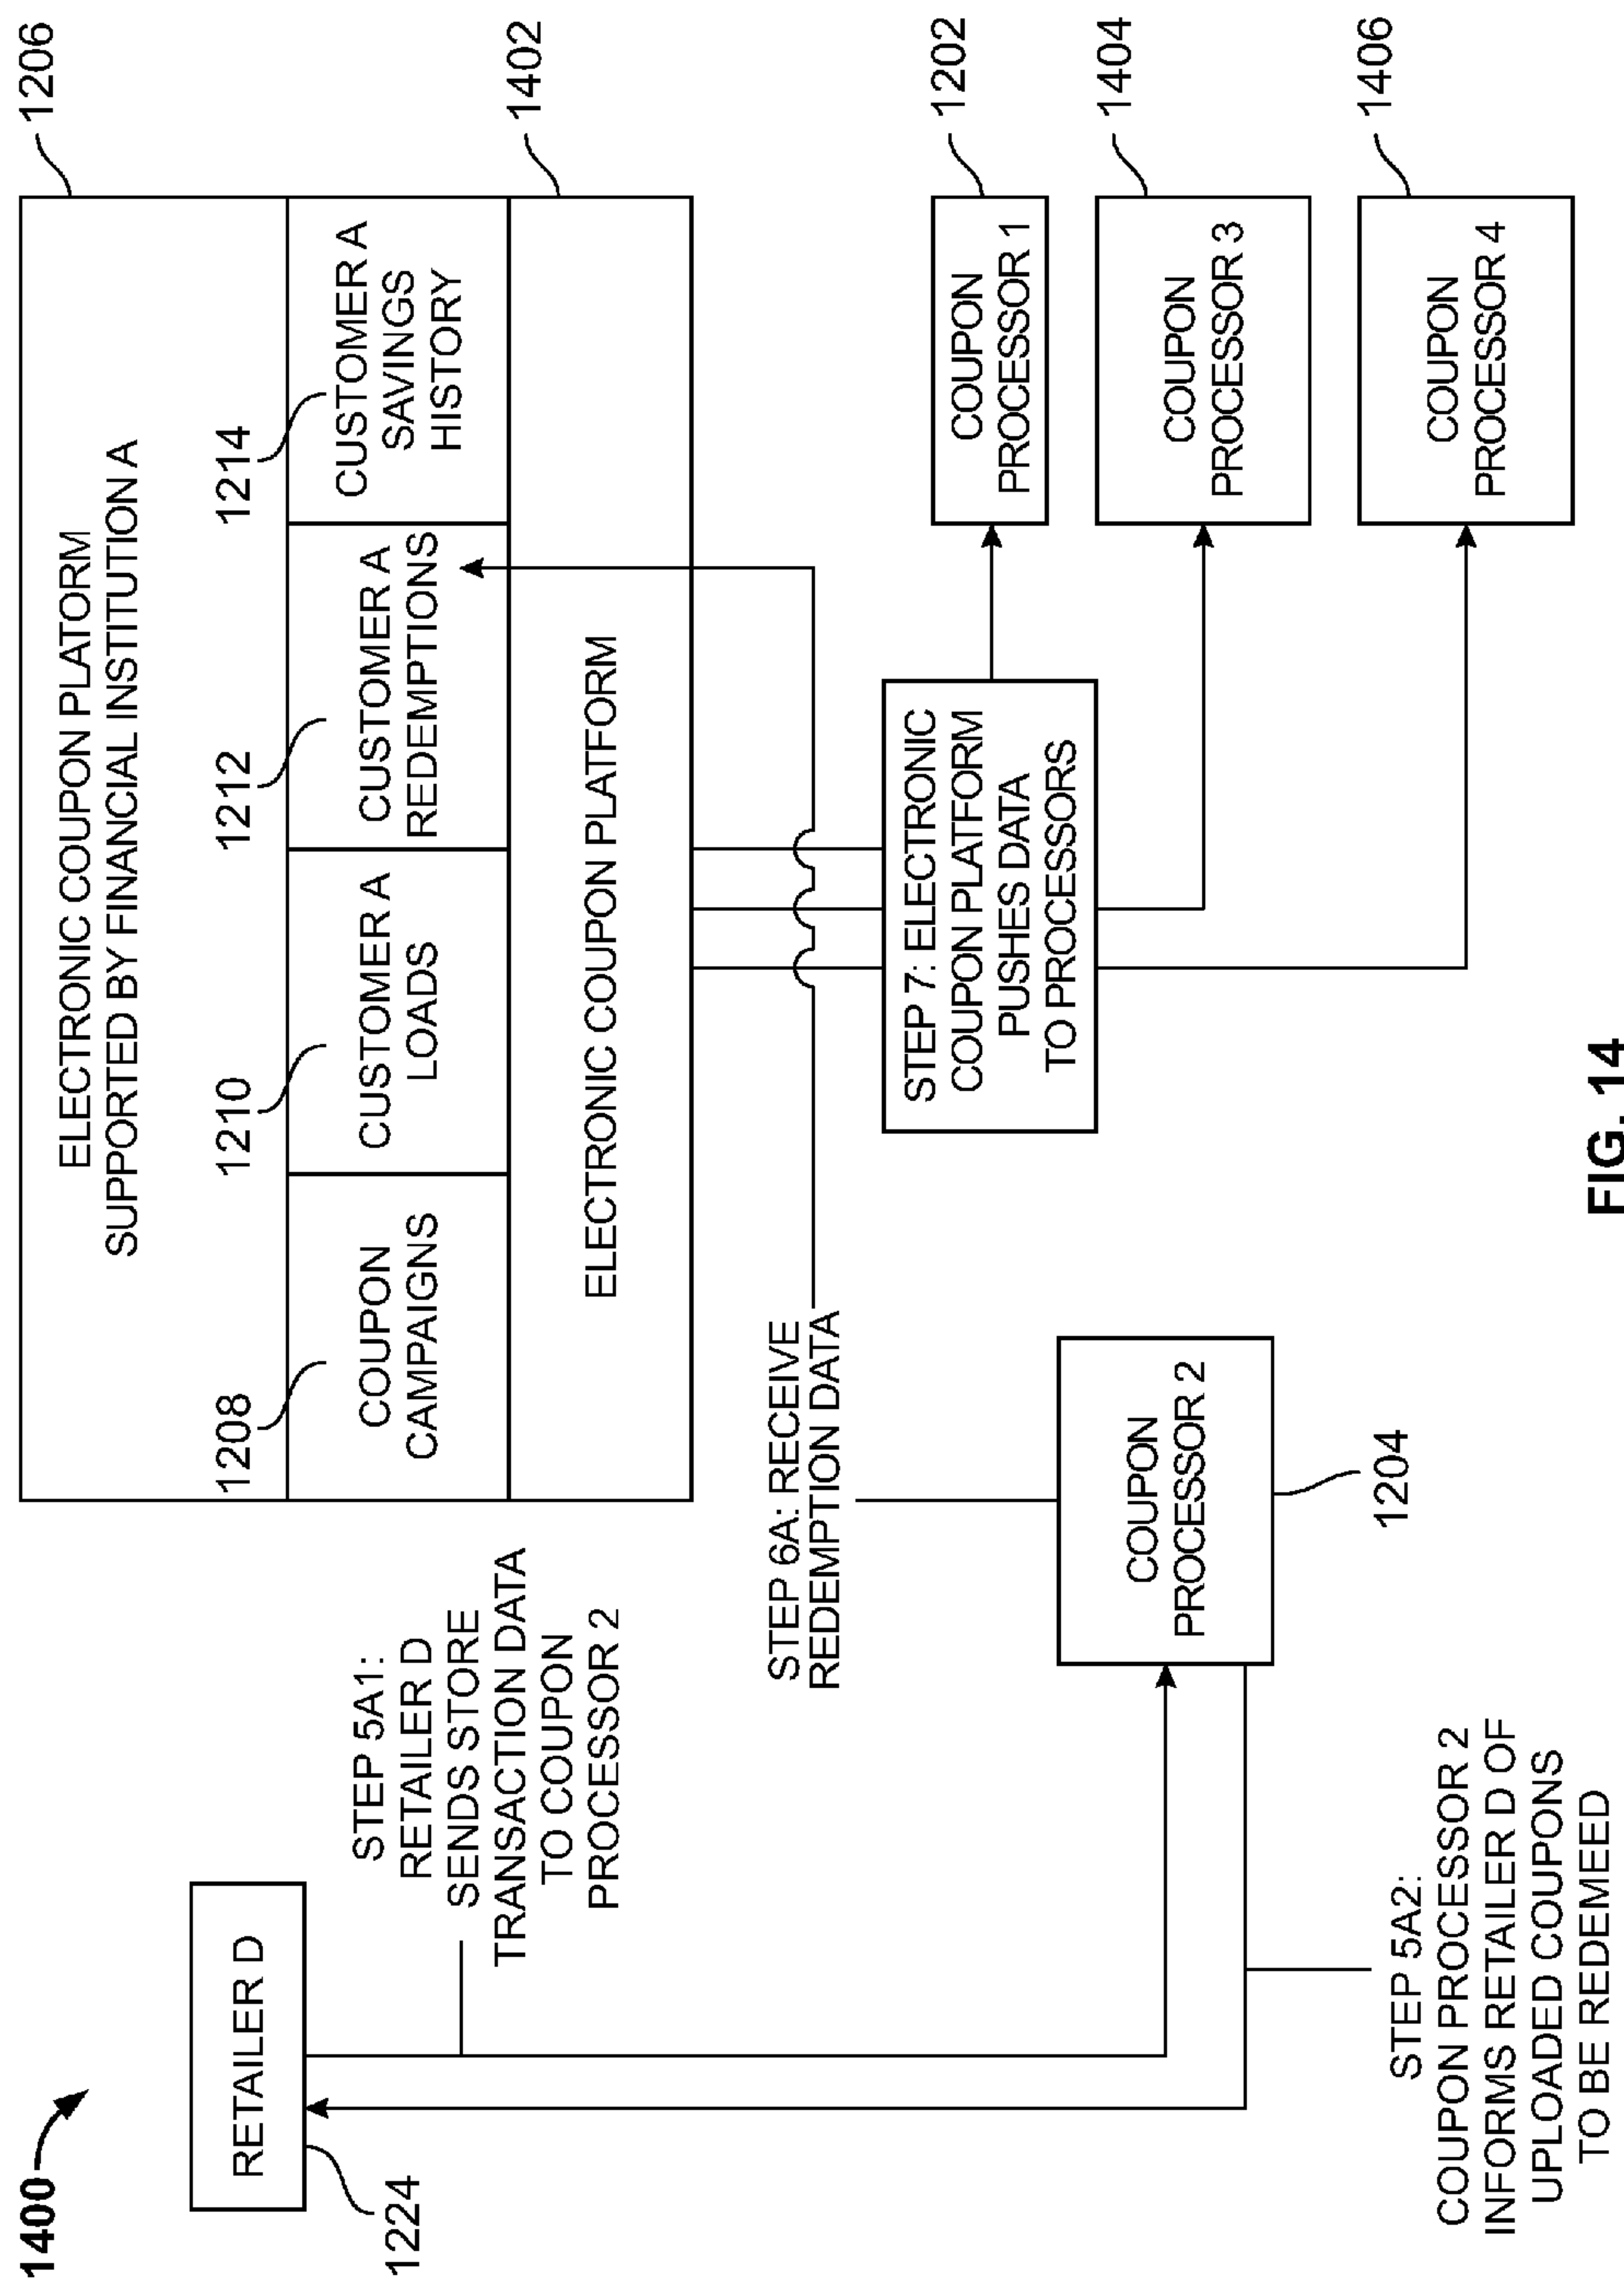 1400
RETAILER D
1224
STEP 5A1:
RETAILER D
SENDS STORE
TRANSACTION DATA
TO COUPON
PROCESSOR 2
ELECTRONIC COUPON PLATORM
SUPPORTED BY FINANCIAL INSTITUTION A
1206
1208
1210
1212
1214
COUPON
CAMPAIGNS
CUSTOMER A
LOADS
CUSTOMER A
REDEMPTIONS
CUSTOMER A
SAVINGS
HISTORY
ELECTRONIC COUPON PLATFORM
1402
STEP 6A: RECEIVE
REDEMPTION DATA
STEP 7: ELECTRONIC
COUPON PLATFORM
PUSHES DATA
TO PROCESSORS
COUPON
PROCESSOR 1
1202
COUPON
PROCESSOR 3
1404
COUPON
PROCESSOR 4
1406
COUPON
PROCESSOR 2
1204
STEP 5A2:
COUPON PROCESSOR 2
INFORMS RETAILER D OF
UPLOADED COUPONS
TO BE REDEEMED
FIG. 14